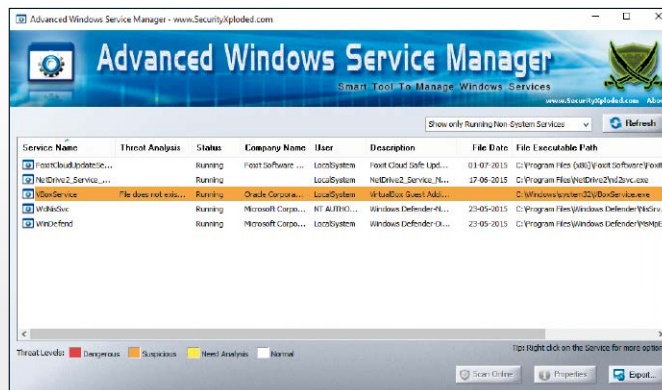 Advanced Windows Service Manager - www.SecurityXploded.com
Advanced Windows Service Manager
Smart Tool To Manage Windows Services
www.SecurityXploded.com Abou
Show only Running Non-System Services Refresh
Service Name Threat Analysis Status Company Name User Description File Date File Executable Path
FoxitCloudUpdateSe... Running Foxit Software ... LocalSystem Foxit Cloud Safe Upd... 01-07-2015 C:\Program Files (x86)\Foxit Software\Foxit
NetDrive2_Service_... Running LocalSystem NetDrive2_Service_N... 17-06-2015 C:\Program Files\NetDrive2\nd2svc.exe
VBoxService File does not exis... Running Oracle Corpora... LocalSystem VirtualBox Guest Addi... C:\Windows\system32\VBoxService.exe
WdNisSvc Running Microsoft Corpo... NT AUTHO... Windows Defender-N... 23-05-2015 C:\Program Files\Windows Defender\NisSrv.
WinDefend Running Microsoft Corpo... LocalSystem Windows Defender-Di... 23-05-2015 C:\Program Files\Windows Defender\MsMpE
Threat Levels: Dangerous Suspicious Need Analysis Normal
Tip: Right click on the Service for more option
Scan Online Properties Export...